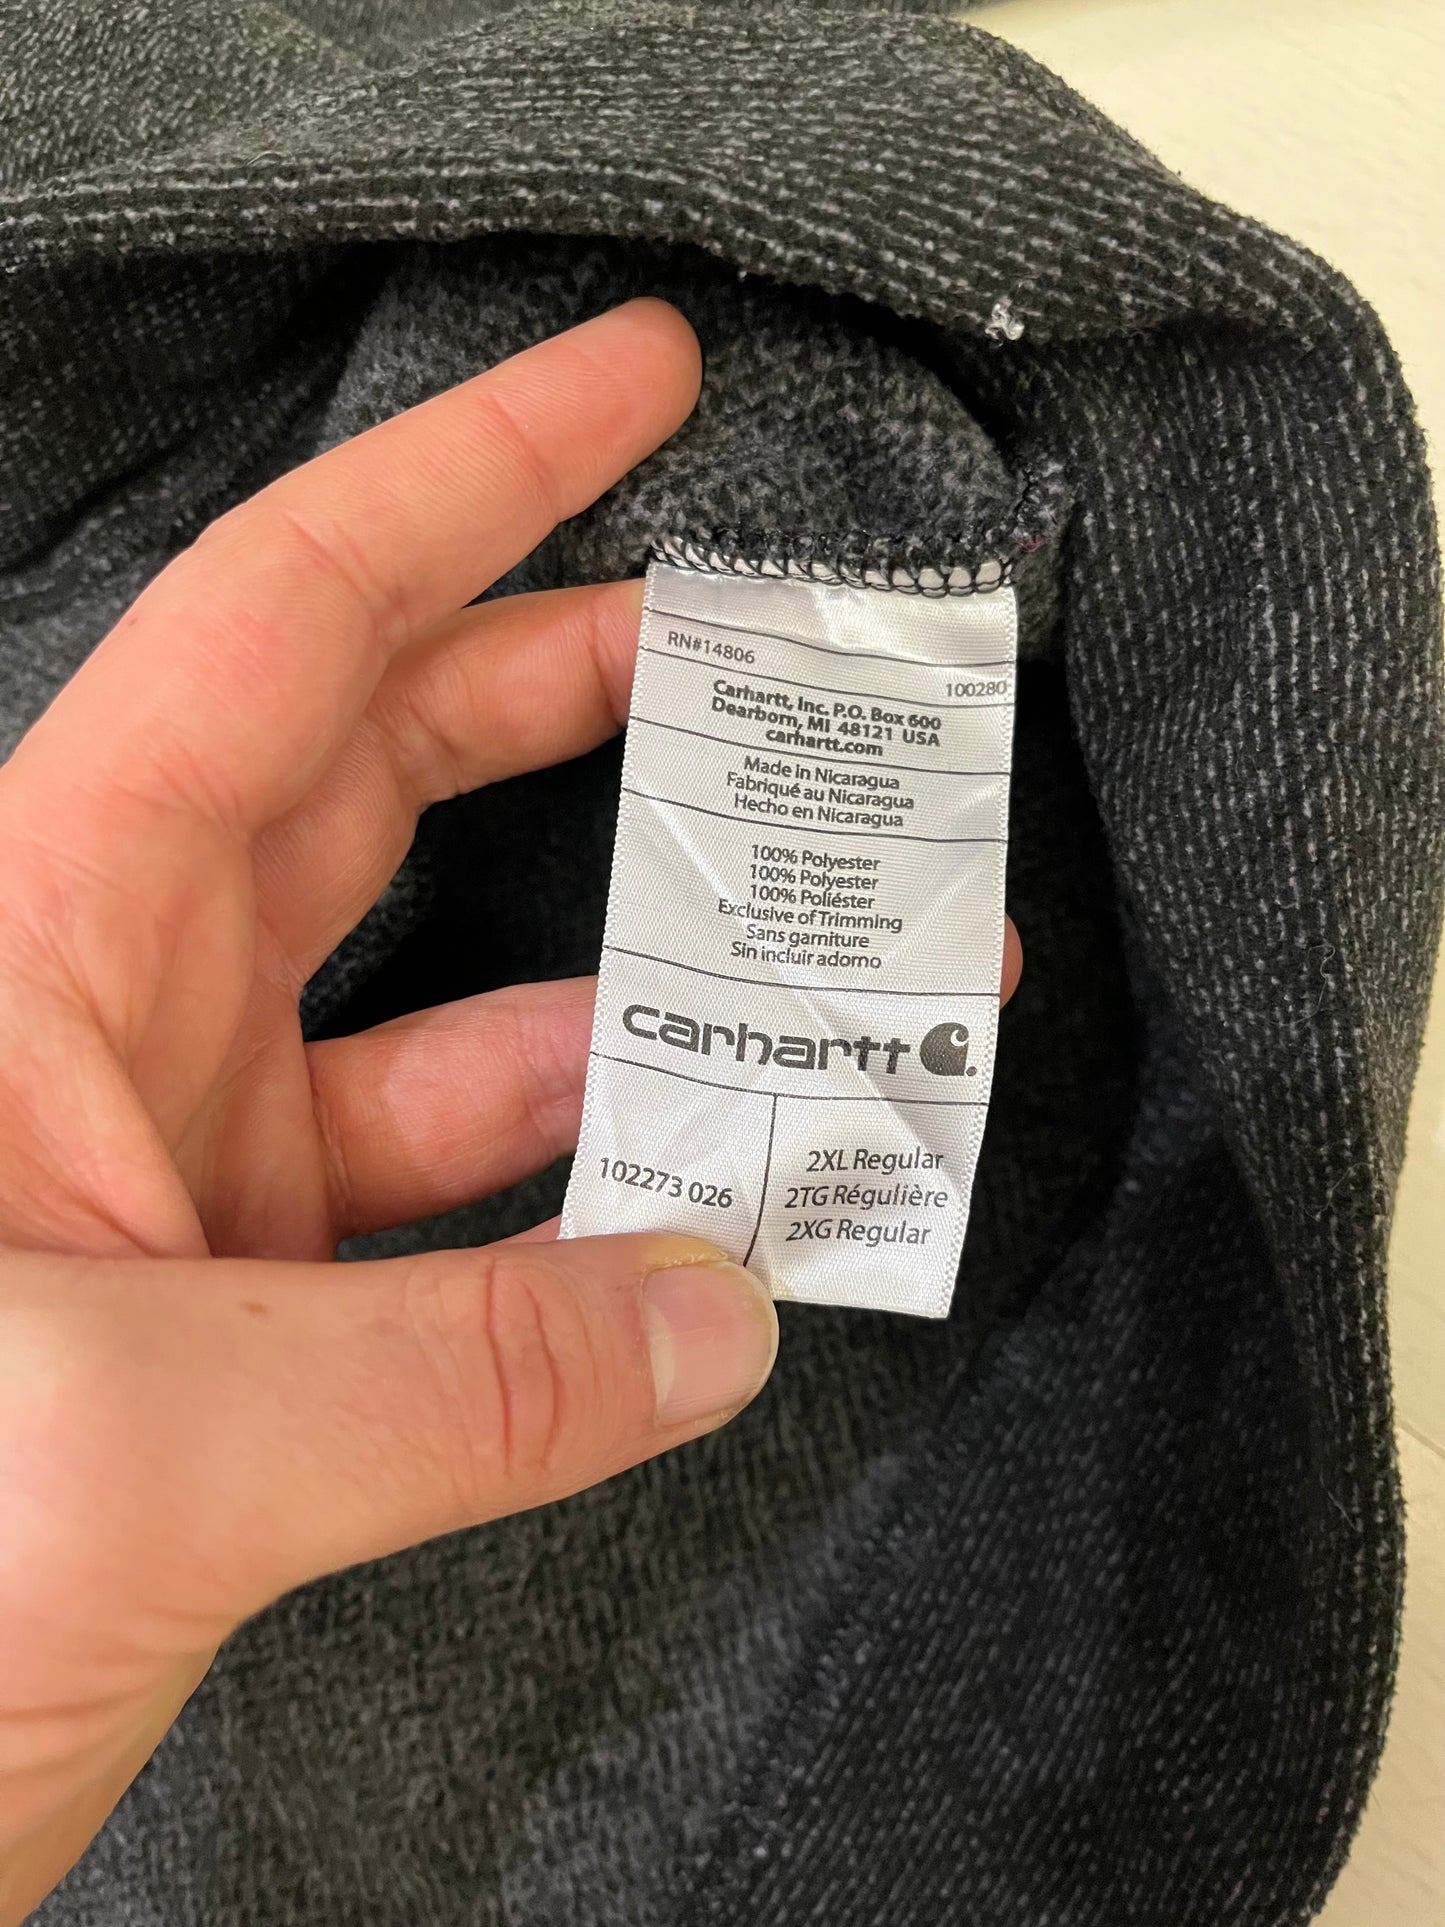 RN#14806
100280
Carhartt, Inc. P.O. Box 600
Dearborn, MI 48121 USA
carhartt.com
Made in Nicaragua
Fabriqué au Nicaragua
Hecho en Nicaragua
100% Polyester
100% Polyester
100% Poliéster
Exclusive of Trimming
Sans garniture
Sin incluir adorno
carhartt
102273 026
2XL Regular
2TG Régulière
2XG Regular